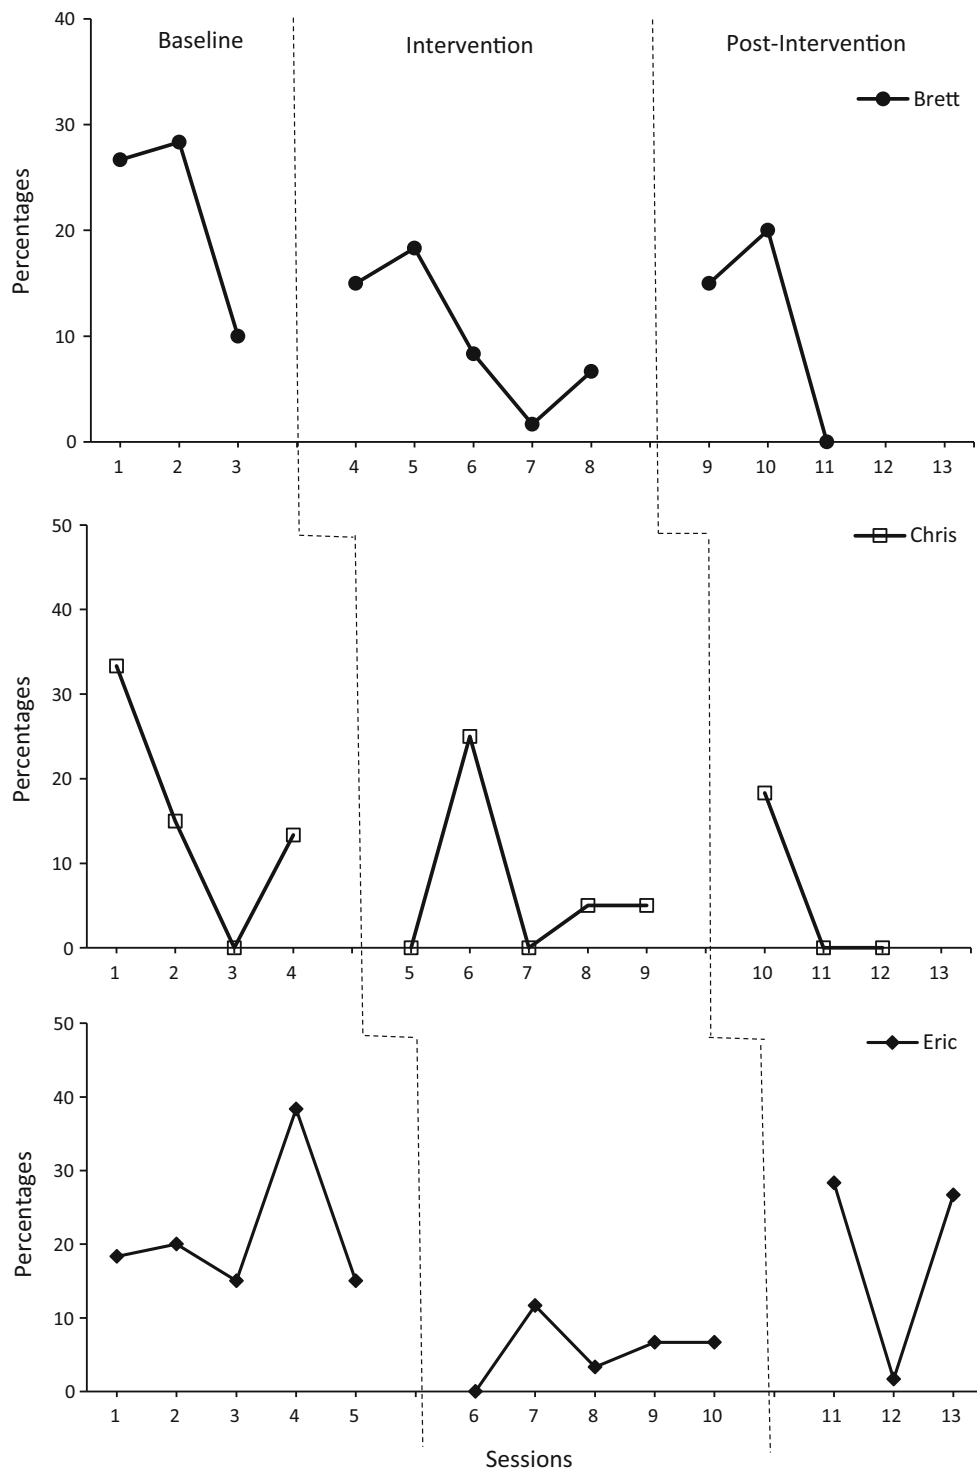 40
Baseline
Intervention
Post-Intervention
Brett
30
20
10
0
Percentages
1 2 3 4 5 6 7 8 9 10 11 12 13
50
Chris
40
30
20
10
0
Percentages
1 2 3 4 5 6 7 8 9 10 11 12 13
50
Eric
40
30
20
10
0
Percentages
1 2 3 4 5 6 7 8 9 10 11 12 13
Sessions